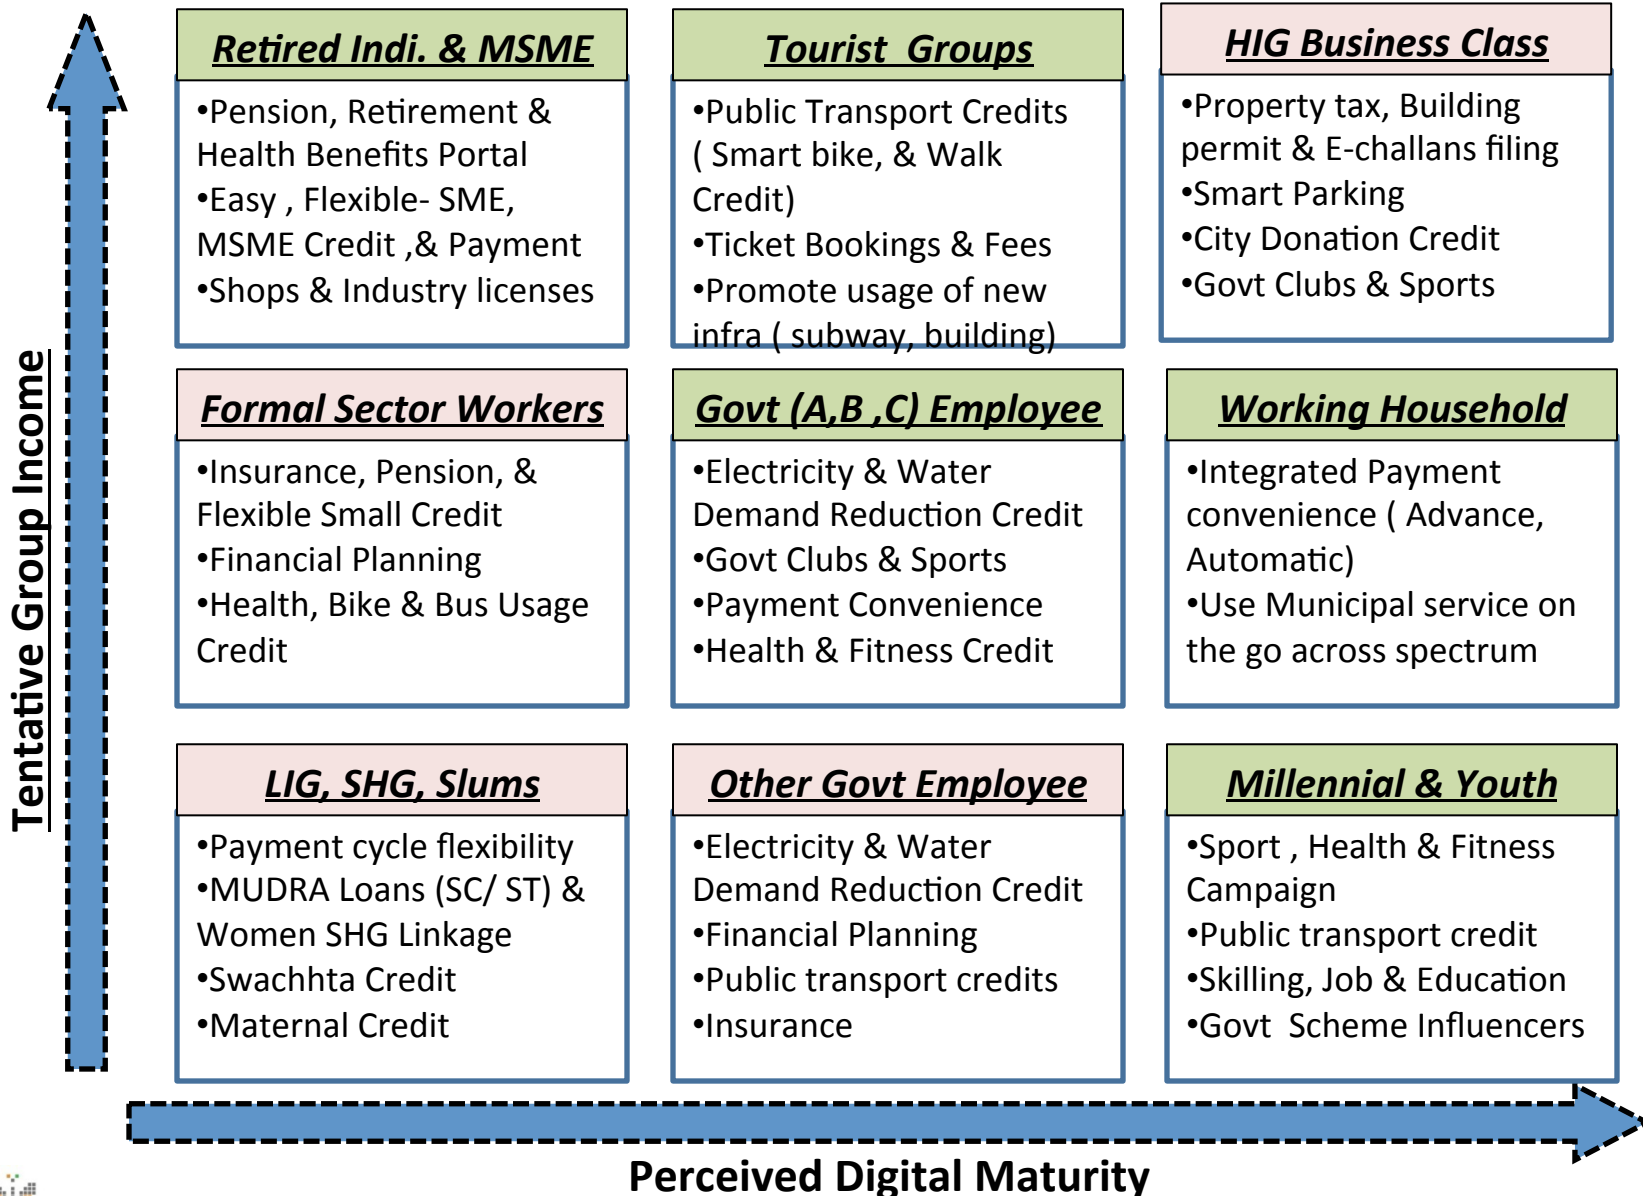 Retired Indi. & MSME
•Pension, Retirement &
Health Benefits Portal
•Easy , Flexible- SME,
MSME Credit ,& Payment
•Shops & Industry licenses
Tourist Groups
•Public Transport Credits
( Smart bike, & Walk
Credit)
•Ticket Bookings & Fees
•Promote usage of new
infra ( subway, building)
HIG Business Class
•Property tax, Building
permit & E-challans filing
•Smart Parking
•City Donation Credit
•Govt Clubs & Sports
Tentative Group Income
Formal Sector Workers
•Insurance, Pension, &
Flexible Small Credit
•Financial Planning
•Health, Bike & Bus Usage
Credit
Govt (A,B ,C) Employee
•Electricity & Water
Demand Reduction Credit
•Govt Clubs & Sports
•Payment Convenience
•Health & Fitness Credit
Working Household
•Integrated Payment
convenience ( Advance,
Automatic)
•Use Municipal service on
the go across spectrum
LIG, SHG, Slums
•Payment cycle flexibility
•MUDRA Loans (SC/ ST) &
Women SHG Linkage
•Swachhta Credit
•Maternal Credit
Other Govt Employee
•Electricity & Water
Demand Reduction Credit
•Financial Planning
•Public transport credits
•Insurance
Millennial & Youth
•Sport , Health & Fitness
Campaign
•Public transport credit
•Skilling, Job & Education
•Govt Scheme Influencers
Perceived Digital Maturity